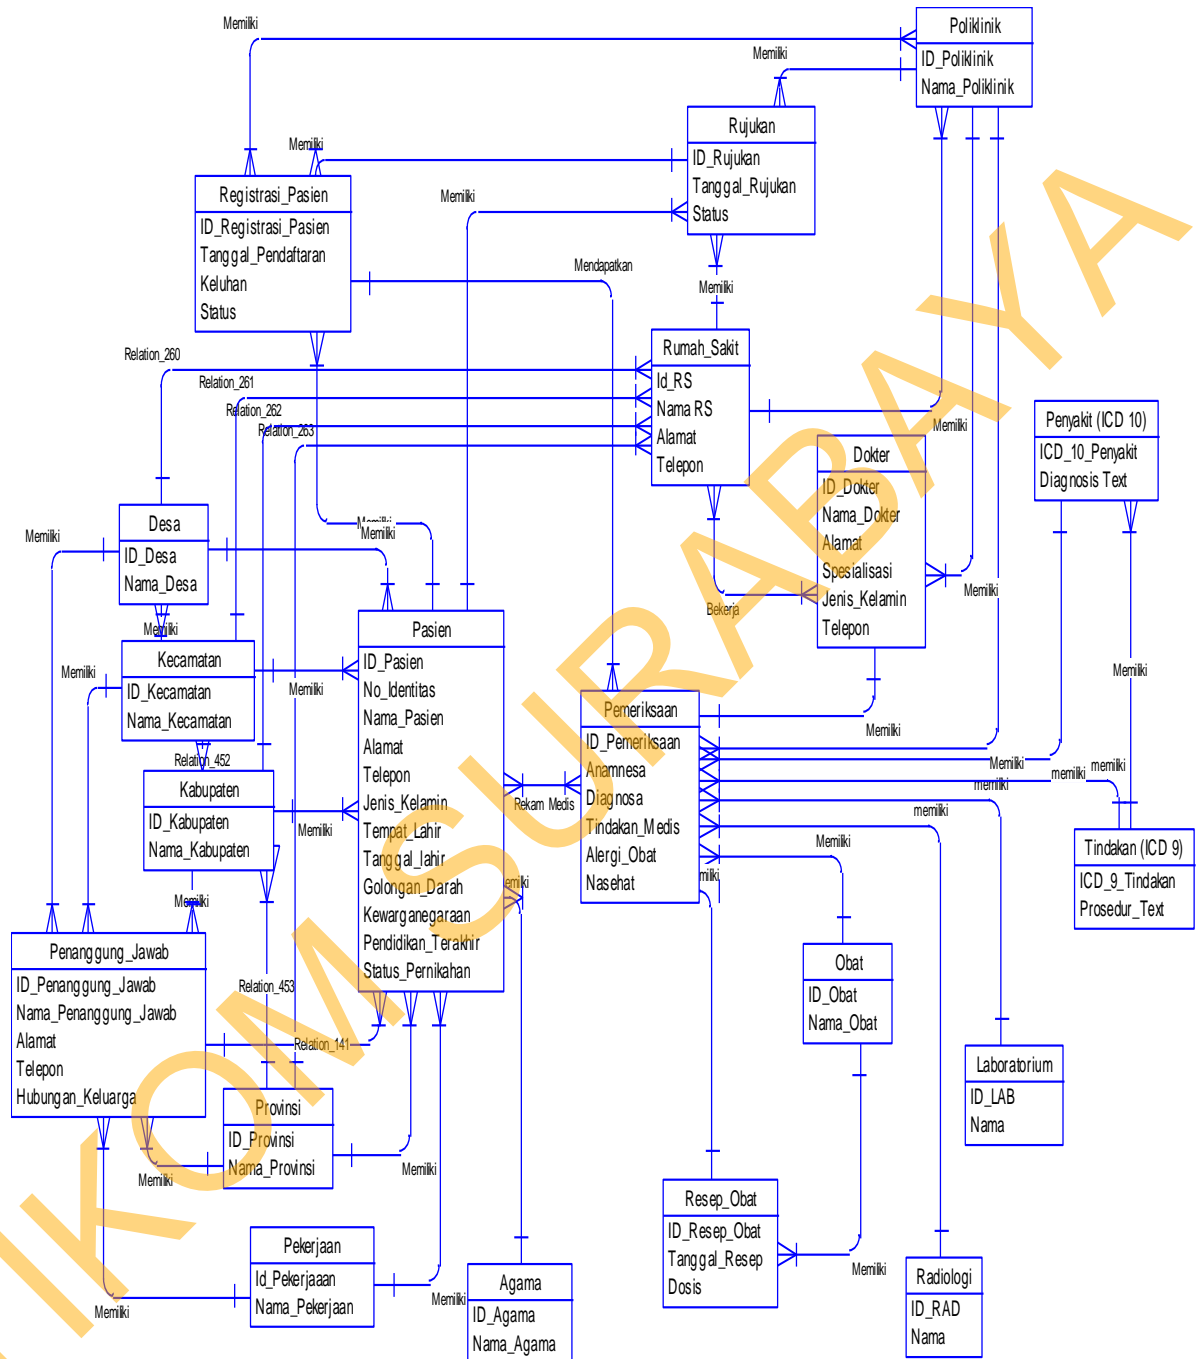 Memiliki
Poliklinik
ID_Poliklinik
Nama_Poliklinik
Memiliki
Rujukan
ID_Rujukan
Tanggal_Rujukan
Status
Memiliki
Registrasi_Pasien
ID_Registrasi_Pasien
Tanggal_Pendaftaran
Keluhan
Status
Memiliki
Mendapatkan
Memiliki
Rumah_Sakit
Id_RS
Nama RS
Alamat
Telepon
Relation_260
Relation_261
Relation_262
Relation_263
Memiliki
Dokter
ID_Dokter
Nama_Dokter
Alamat
Spesialisasi
Jenis_Kelamin
Telepon
Penyakit (ICD 10)
ICD_10_Penyakit
Diagnosis Text
Desa
ID_Desa
Nama_Desa
Memiliki
Memiliki
Memiliki
Bekerja
Memiliki
Memiliki
Kecamatan
ID_Kecamatan
Nama_Kecamatan
Memiliki
Memiliki
Memiliki
Pasien
ID_Pasien
No_Identitas
Nama_Pasien
Alamat
Telepon
Jenis_Kelamin
Tempat_Lahir
Tanggal_lahir
Golongan_Darah
Kewarganegaraan
Pendidikan_Terakhir
Status_Pernikahan
Pemeriksaan
ID_Pemeriksaan
Anamnesa
Diagnosa
Tindakan_Medis
Alergi_Obat
Nasehat
Memiliki
Memiliki
memiliki
memiliki
memiliki
Memiliki
Rekam Medis
Relation_452
Kabupaten
ID_Kabupaten
Nama_Kabupaten
Memiliki
Memiliki
Tindakan (ICD 9)
ICD_9_Tindakan
Prosedur_Text
Penanggung_Jawab
ID_Penanggung_Jawab
Nama_Penanggung_Jawab
Alamat
Telepon
Hubungan_Keluarga
Relation_453
Relation_141
Obat
ID_Obat
Nama_Obat
Laboratorium
ID_LAB
Nama
Provinsi
ID_Provinsi
Nama_Provinsi
Memiliki
Memiliki
Resep_Obat
ID_Resep_Obat
Tanggal_Resep
Dosis
Memiliki
Pekerjaan
Id_Pekerjaaan
Nama_Pekerjaan
Memiliki
Memiliki
Agama
ID_Agama
Nama_Agama
Radiologi
ID_RAD
Nama
IKOM SURABAYA